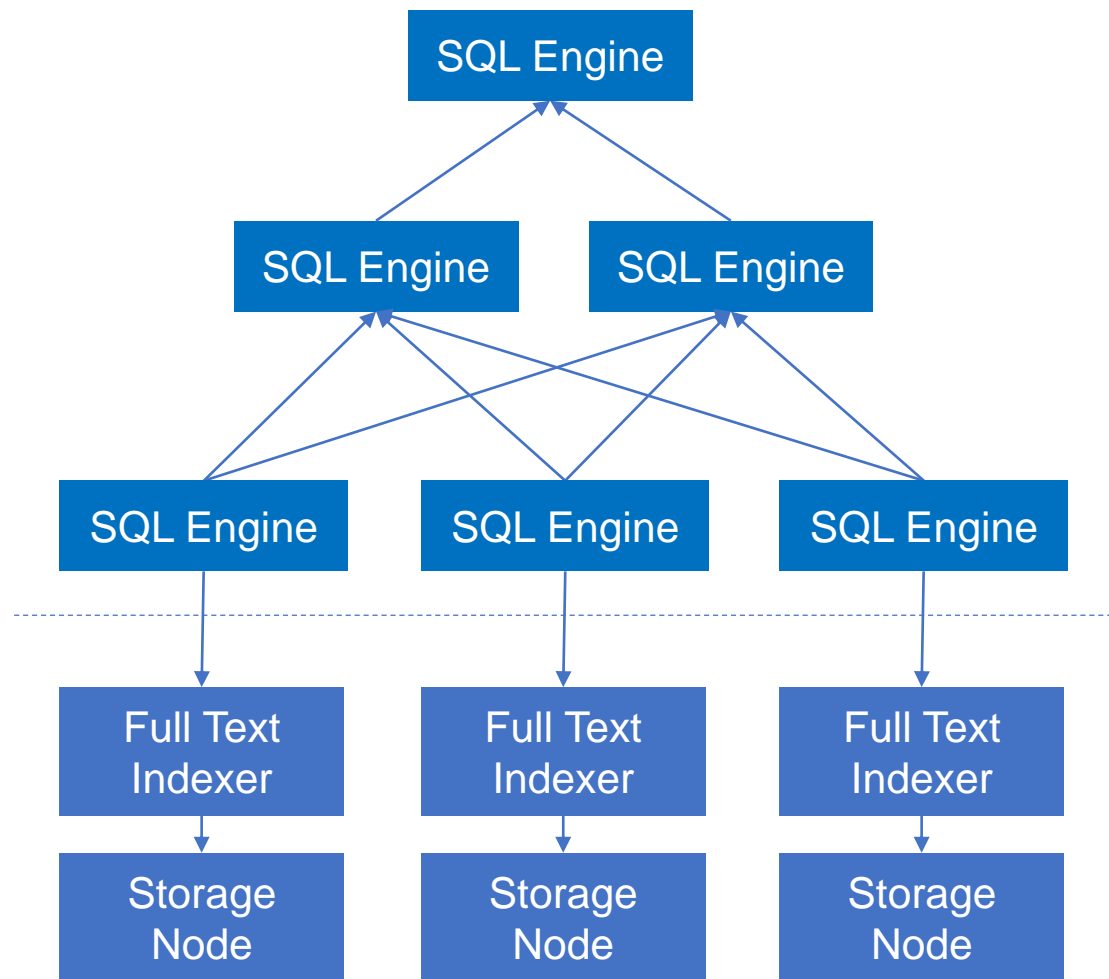 SQL Engine
SQL Engine
SQL Engine
SQL Engine
SQL Engine
SQL Engine
Full Text
Indexer
Full Text
Indexer
Full Text
Indexer
Storage
Node
Storage
Node
Storage
Node